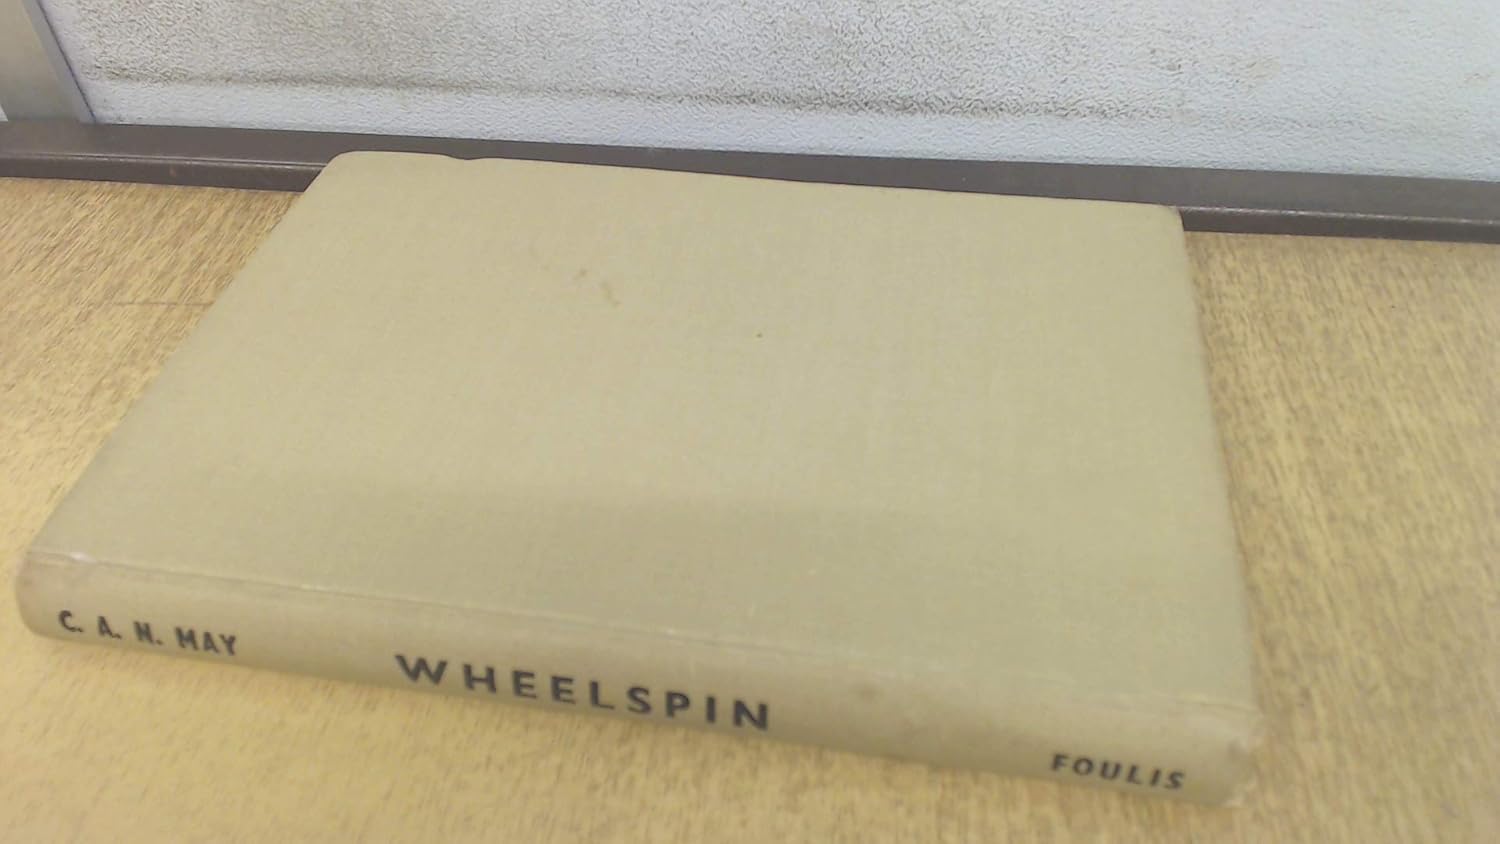 C. A. N. MAY
WHEELSPIN
FOULIS